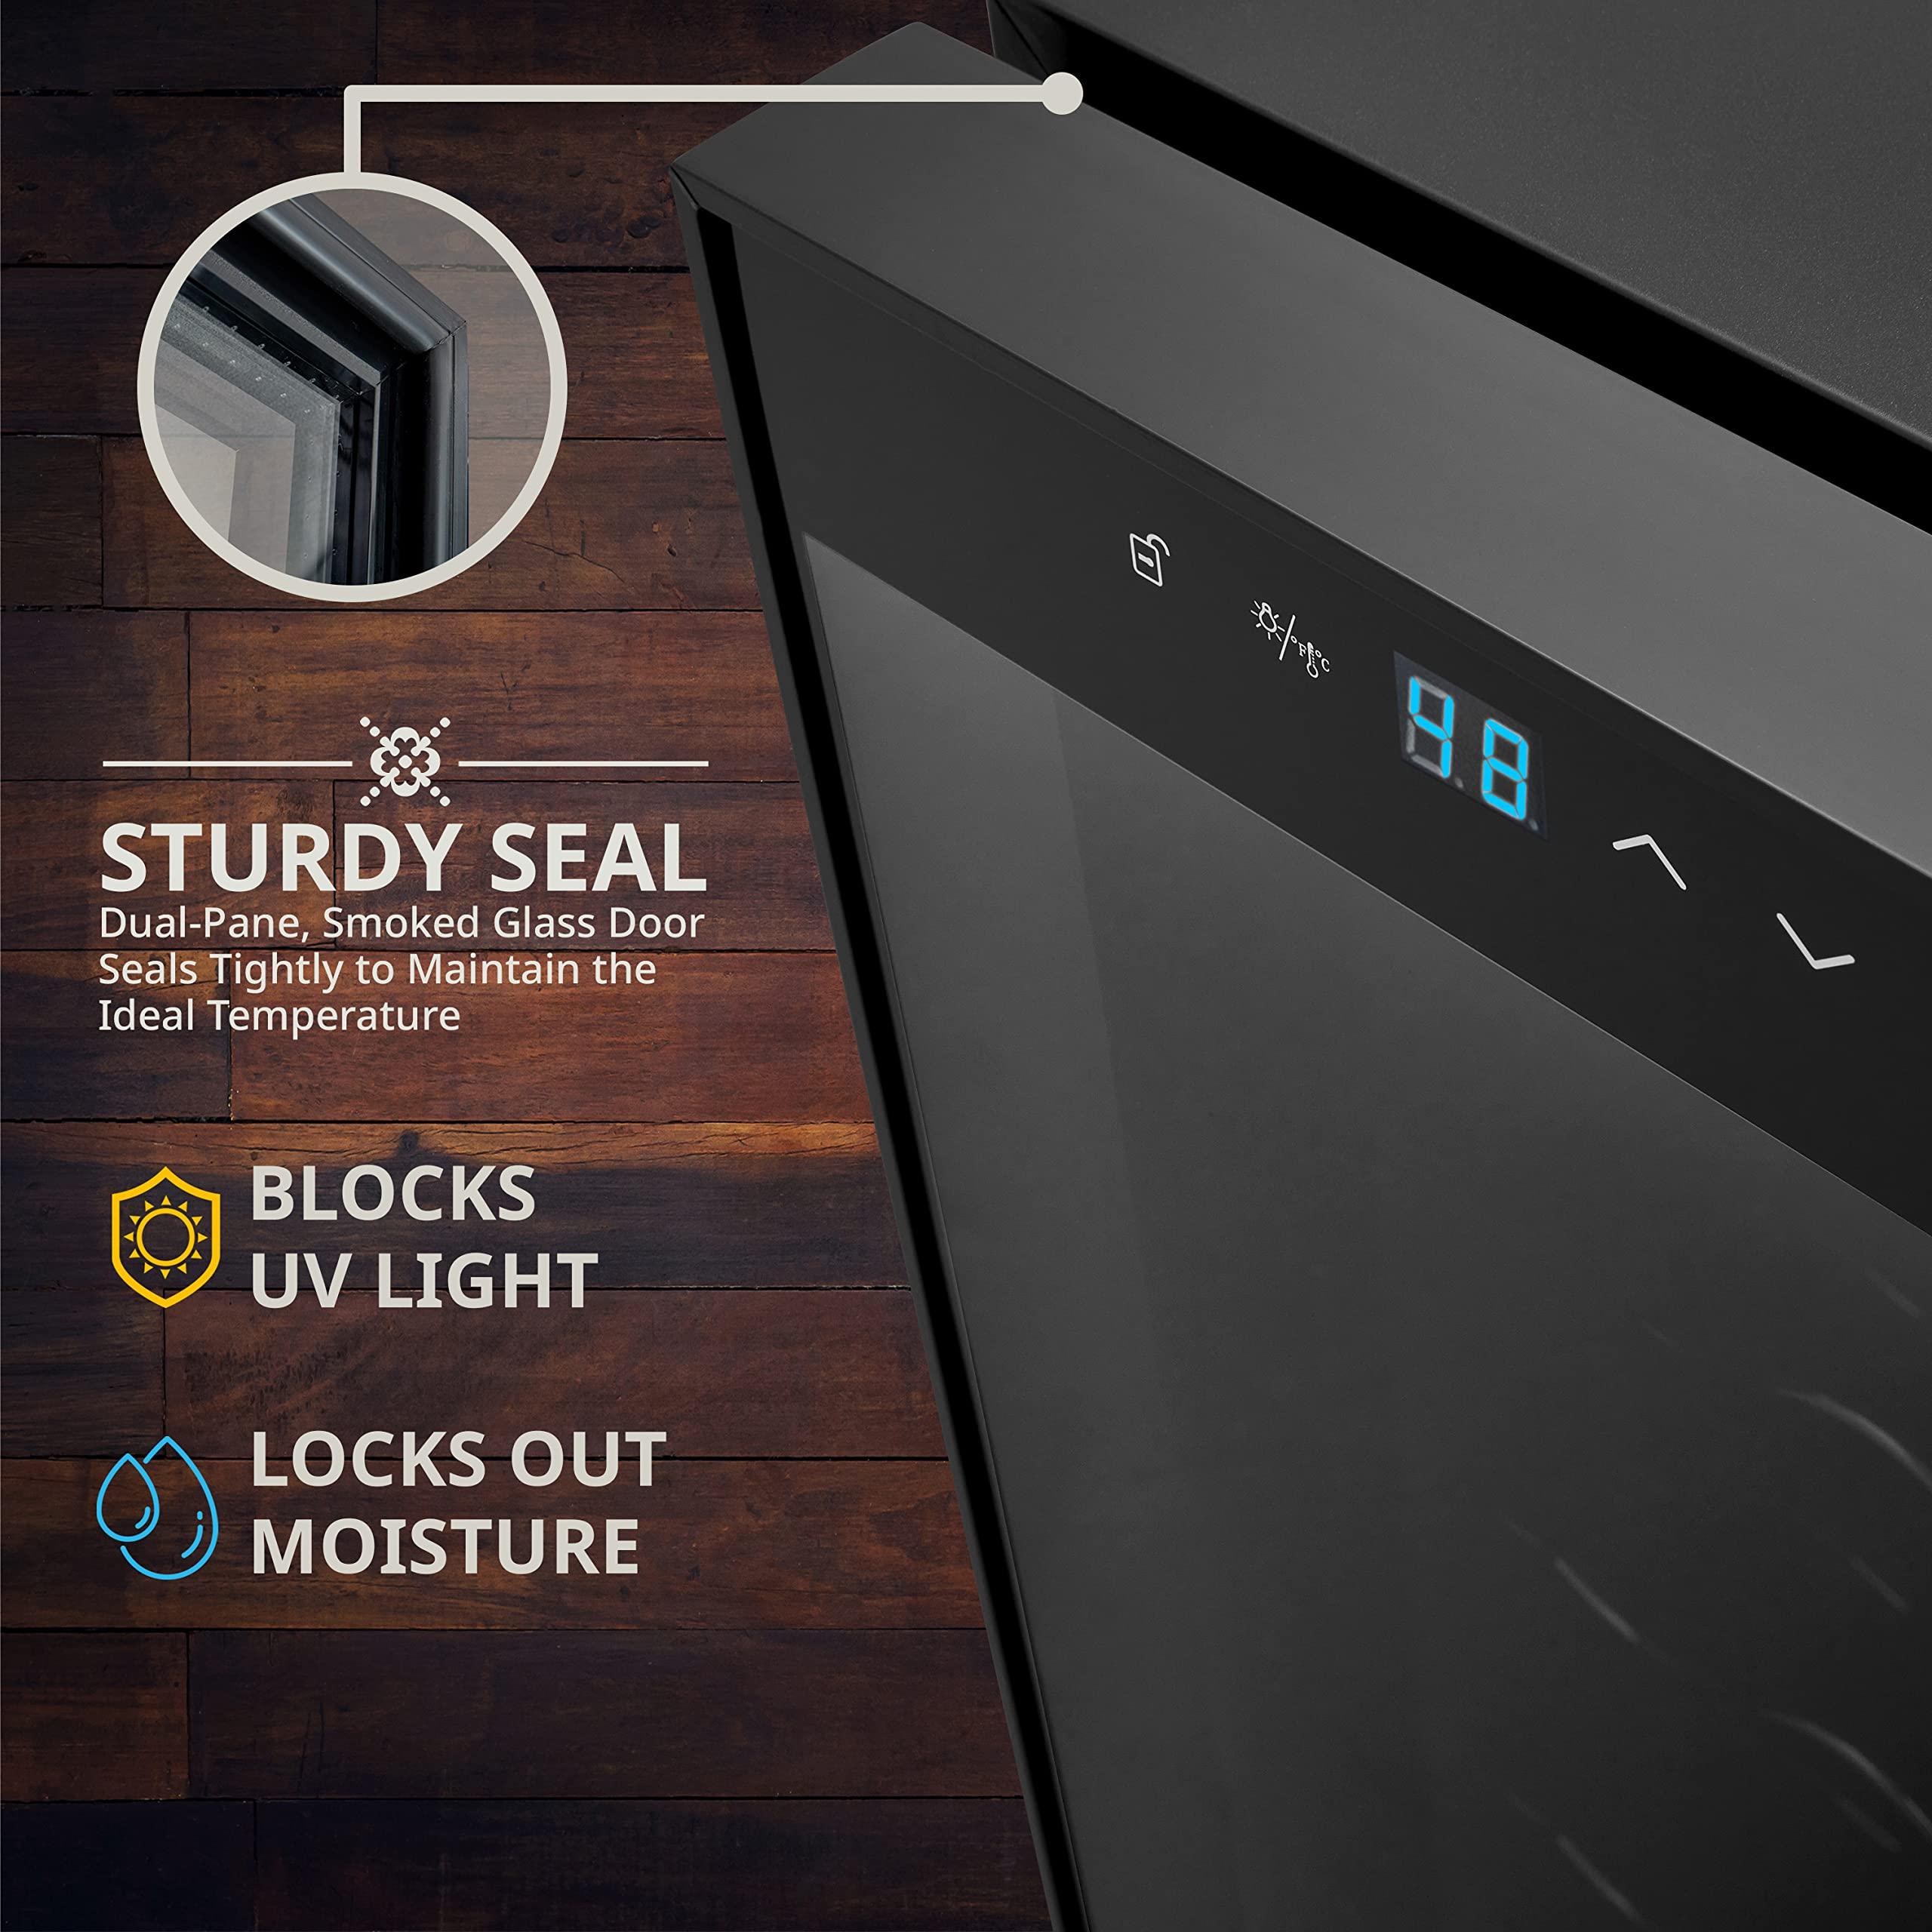 STURDY SEAL
Dual-Pane, Smoked Glass Door
Seals Tightly to Maintain the
Ideal Temperature
BLOCKS
UV LIGHT
LOCKS OUT
MOISTURE
/°F°C
48